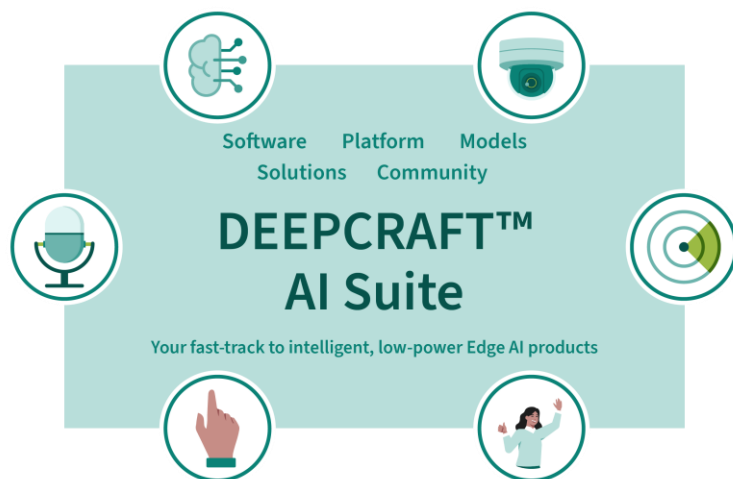 Software Platform Models
Solutions Community
DEEPCRAFT™
AI Suite
Your fast-track to intelligent, low-power Edge AI products